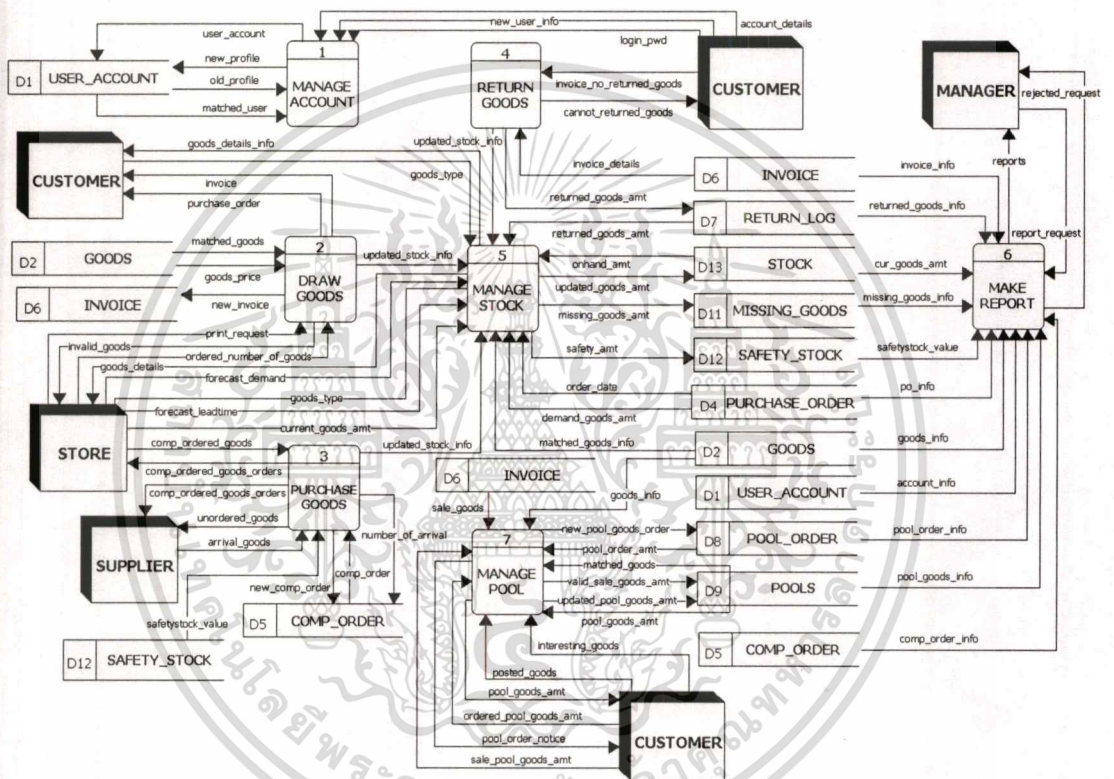 account_details
new_user_info
user_account
login_pwd
1
MANAGE
ACCOUNT
4
RETURN
GOODS
CUSTOMER
MANAGER
new_profile
D1 USER_ACCOUNT
old_profile
matched_user
invoice_no_returned_goods
cannot_returned_goods
rejected_request
goods_details_info
updated_stock_info
CUSTOMER
goods_type
invoice
purchase_order
invoice_details
D6 INVOICE
invoice_info
reports
returned_goods_amt
D7 RETURN_LOG
returned_goods_info
report_request
matched_goods
D2 GOODS
goods_price
2
DRAW
GOODS
updated_stock_info
5
MANAGE
STOCK
returned_goods_amt
onhand_amt
D13 STOCK
cur_goods_amt
6
MAKE
REPORT
D6 INVOICE
new_invoice
updated_goods_amt
missing_goods_amt
D11 MISSING_GOODS
missing_goods_info
print_request
invalid_goods
ordered_number_of_goods
goods_details
forecast_demand
safety_amt
D12 SAFETY_STOCK
safetystock_value
goods_type
order_date
D4 PURCHASE_ORDER
po_info
forecast_leadtime
current_goods_amt
demand_goods_amt
STORE
comp_ordered_goods
updated_stock_info
matched_goods_info
D2 GOODS
goods_info
comp_ordered_goods_orders
comp_ordered_goods_orders
3
PURCHASE
GOODS
D6 INVOICE
goods_info
D1 USER_ACCOUNT
account_info
unordered_goods
sale_goods
SUPPLIER
arrival_goods
number_of_arrival
new_pool_goods_order
pool_order_amt
D8 POOL_ORDER
pool_order_info
7
MANAGE
POOL
matched_goods
valid_sale_goods_amt
updated_pool_goods_amt
pool_goods_amt
D9 POOLS
pool_goods_info
new_comp_order
comp_order
safetystock_value
D5 COMP_ORDER
interesting_goods
D5 COMP_ORDER
comp_order_info
D12 SAFETY_STOCK
posted_goods
pool_goods_amt
ordered_pool_goods_amt
pool_order_notice
sale_pool_goods_amt
CUSTOMER